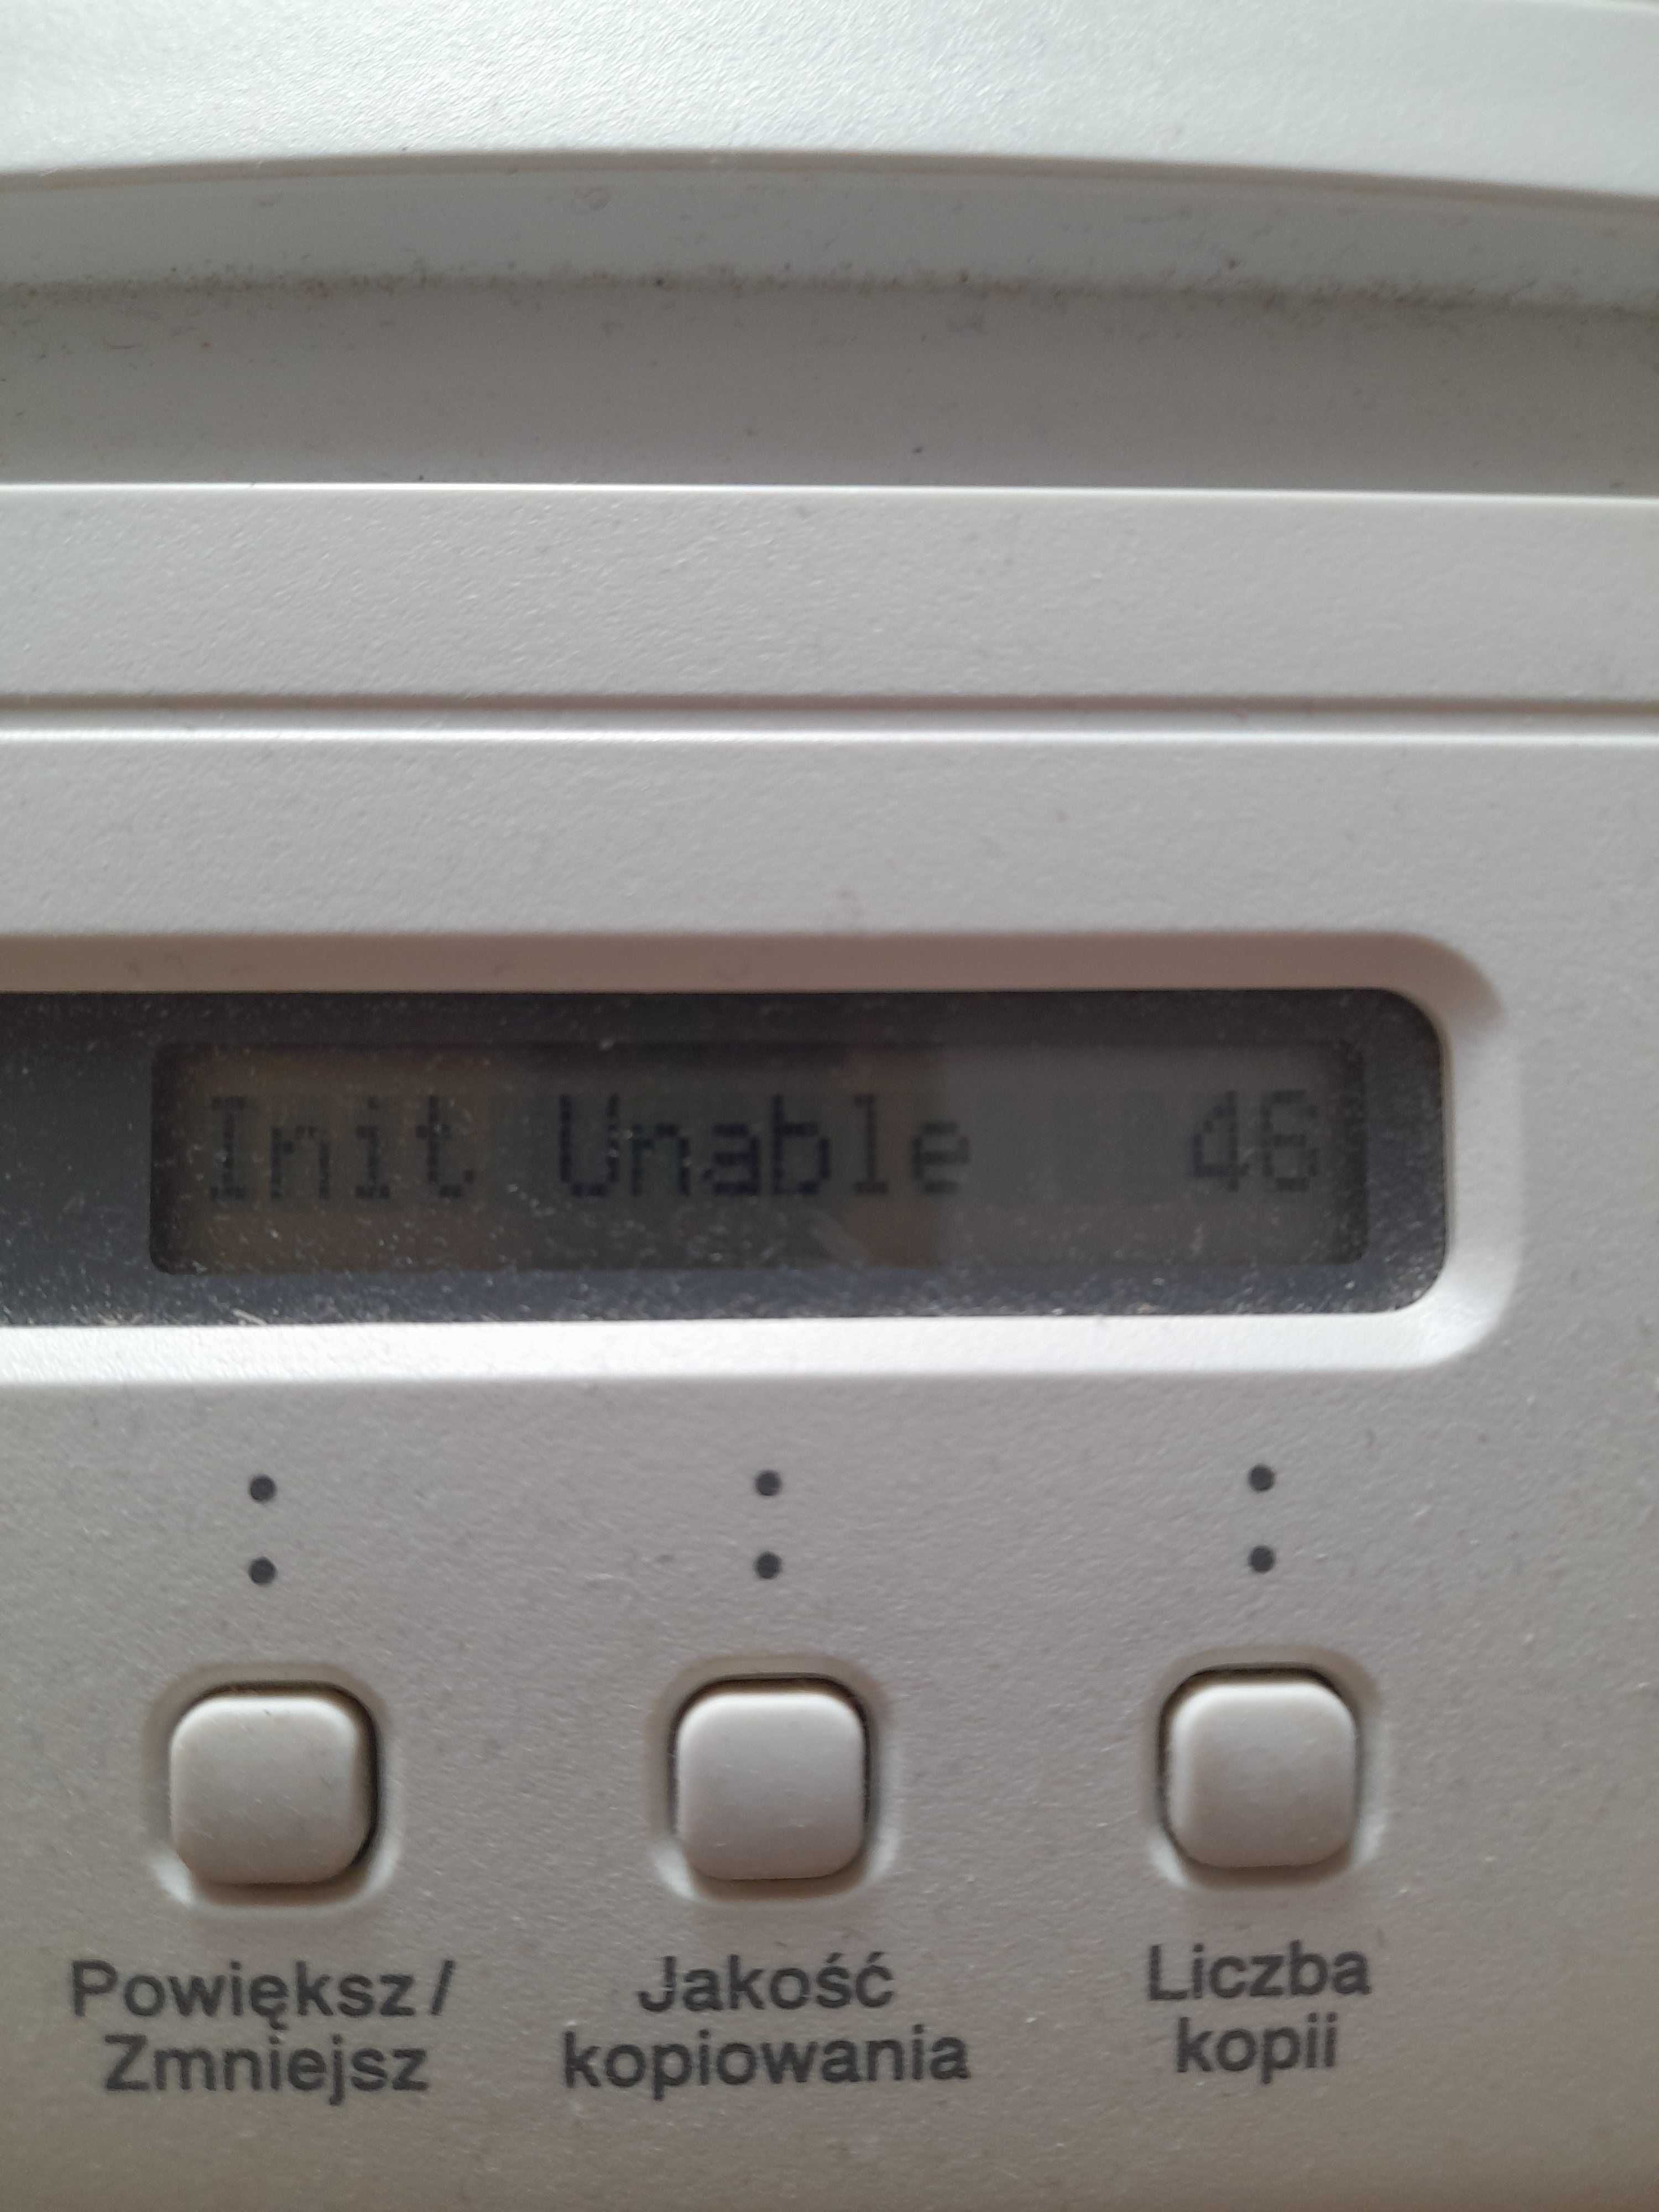 Init Unable 46
Powiększ / Zmniejsz
Jakość kopiowania
Liczba kopii